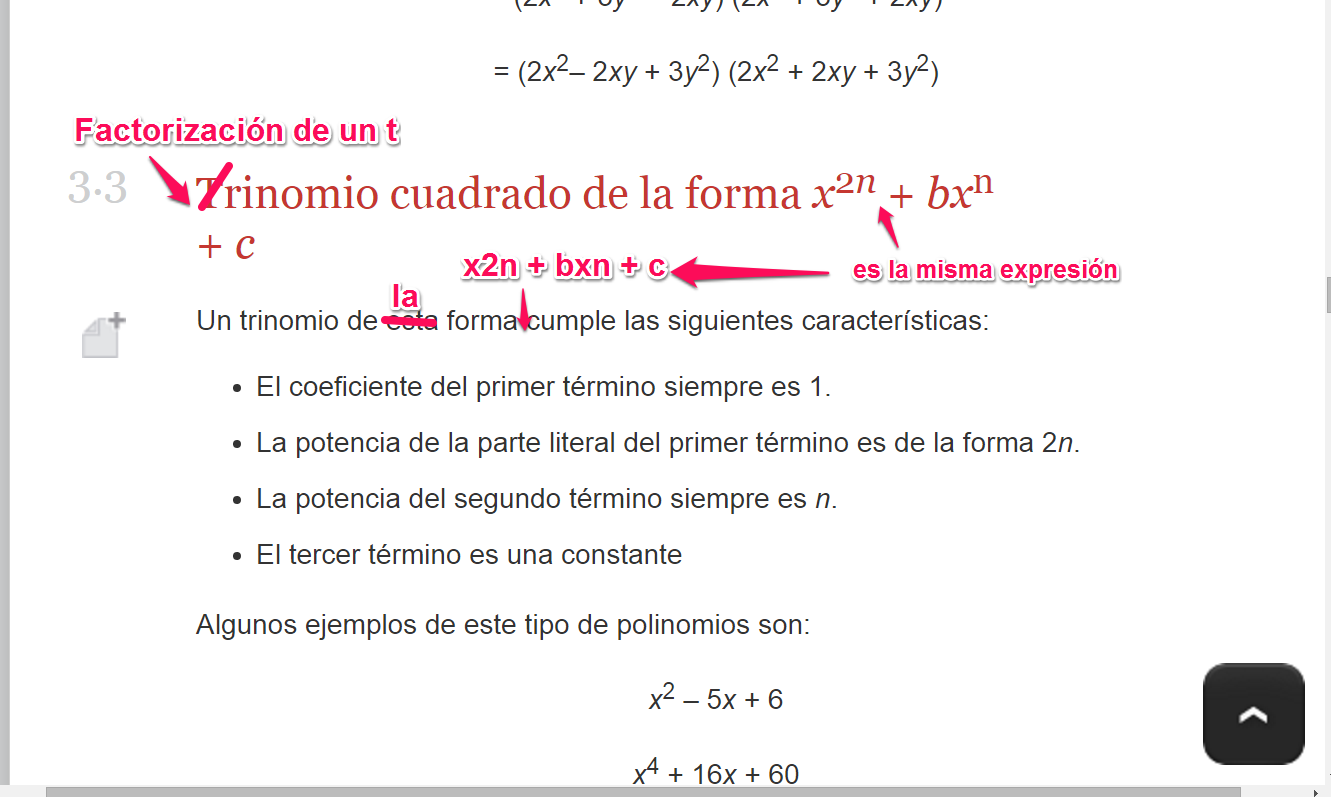 = (2x²– 2xy + 3y²) (2x² + 2xy + 3y²)
Factorización de un t
3.3 Trinomio cuadrado de la forma x²ⁿ + bxⁿ
+ c
x2n + bxn + c
es la misma expresión
la
Un trinomio de esta forma cumple las siguientes características:
• El coeficiente del primer término siempre es 1.
• La potencia de la parte literal del primer término es de la forma 2n.
• La potencia del segundo término siempre es n.
• El tercer término es una constante
Algunos ejemplos de este tipo de polinomios son:
x² – 5x + 6
x⁴ + 16x + 60